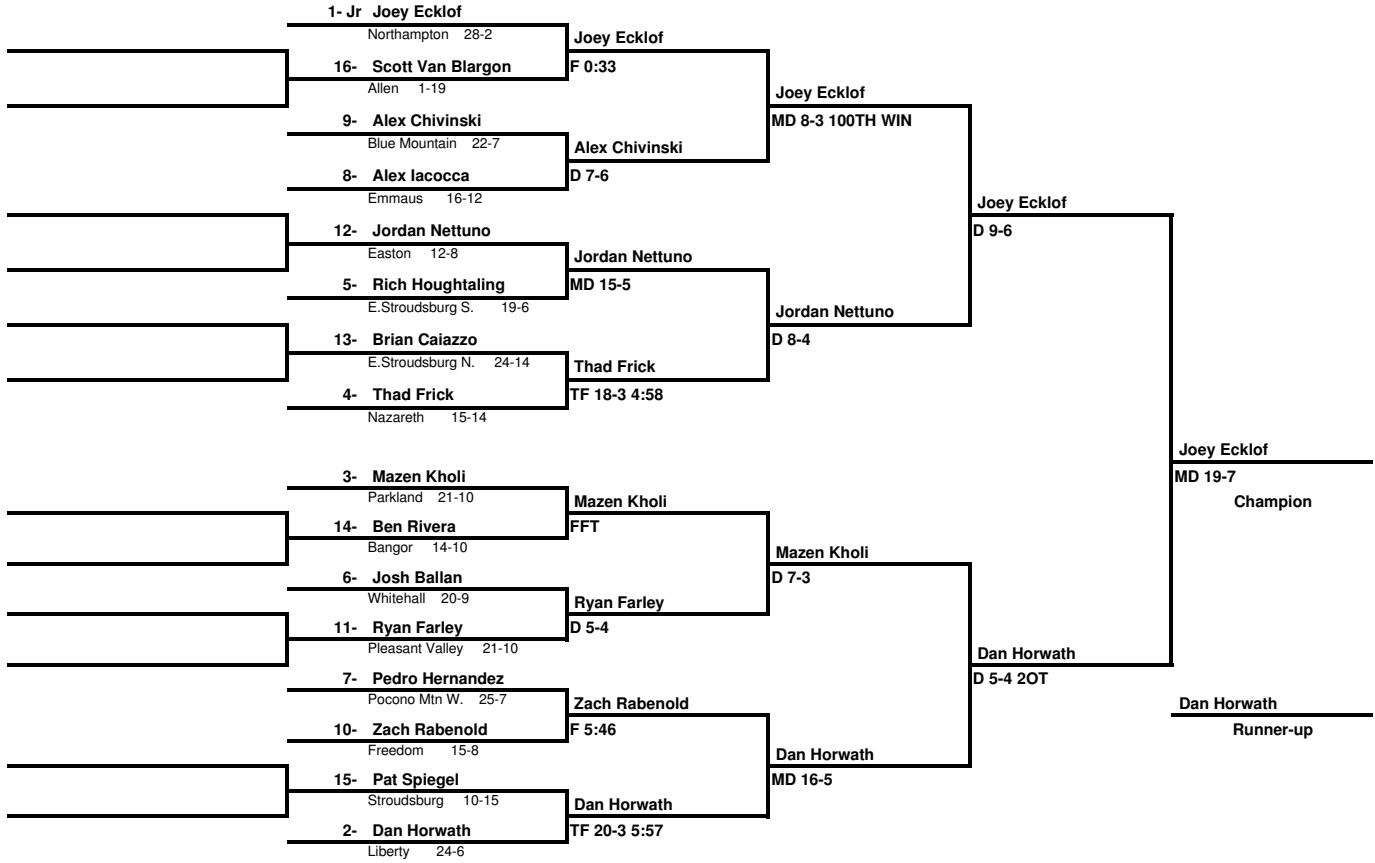 1- Jr Joey Ecklof
Northampton 28-2
16- Scott Van Blargon
Allen 1-19
9- Alex Chivinski
Blue Mountain 22-7
8- Alex Iacocca
Emmaus 16-12
12- Jordan Nettuno
Easton 12-8
5- Rich Houghtaling
E.Stroudsburg S. 19-6
13- Brian Caiazzo
E.Stroudsburg N. 24-14
4- Thad Frick
Nazareth 15-14
3- Mazen Kholi
Parkland 21-10
14- Ben Rivera
Bangor 14-10
6- Josh Ballan
Whitehall 20-9
11- Ryan Farley
Pleasant Valley 21-10
7- Pedro Hernandez
Pocono Mtn W. 25-7
10- Zach Rabenold
Freedom 15-8
15- Pat Spiegel
Stroudsburg 10-15
2- Dan Horwath
Liberty 24-6
Joey Ecklof
F 0:33
Alex Chivinski
D 7-6
Jordan Nettuno
MD 15-5
Thad Frick
TF 18-3 4:58
Mazen Kholi
FFT
Ryan Farley
D 5-4
Zach Rabenold
F 5:46
Dan Horwath
TF 20-3 5:57
Joey Ecklof
MD 8-3 100TH WIN
Jordan Nettuno
D 8-4
Mazen Kholi
D 7-3
Dan Horwath
MD 16-5
Joey Ecklof
D 9-6
Dan Horwath
D 5-4 2OT
Joey Ecklof
MD 19-7
Champion
Dan Horwath
Runner-up